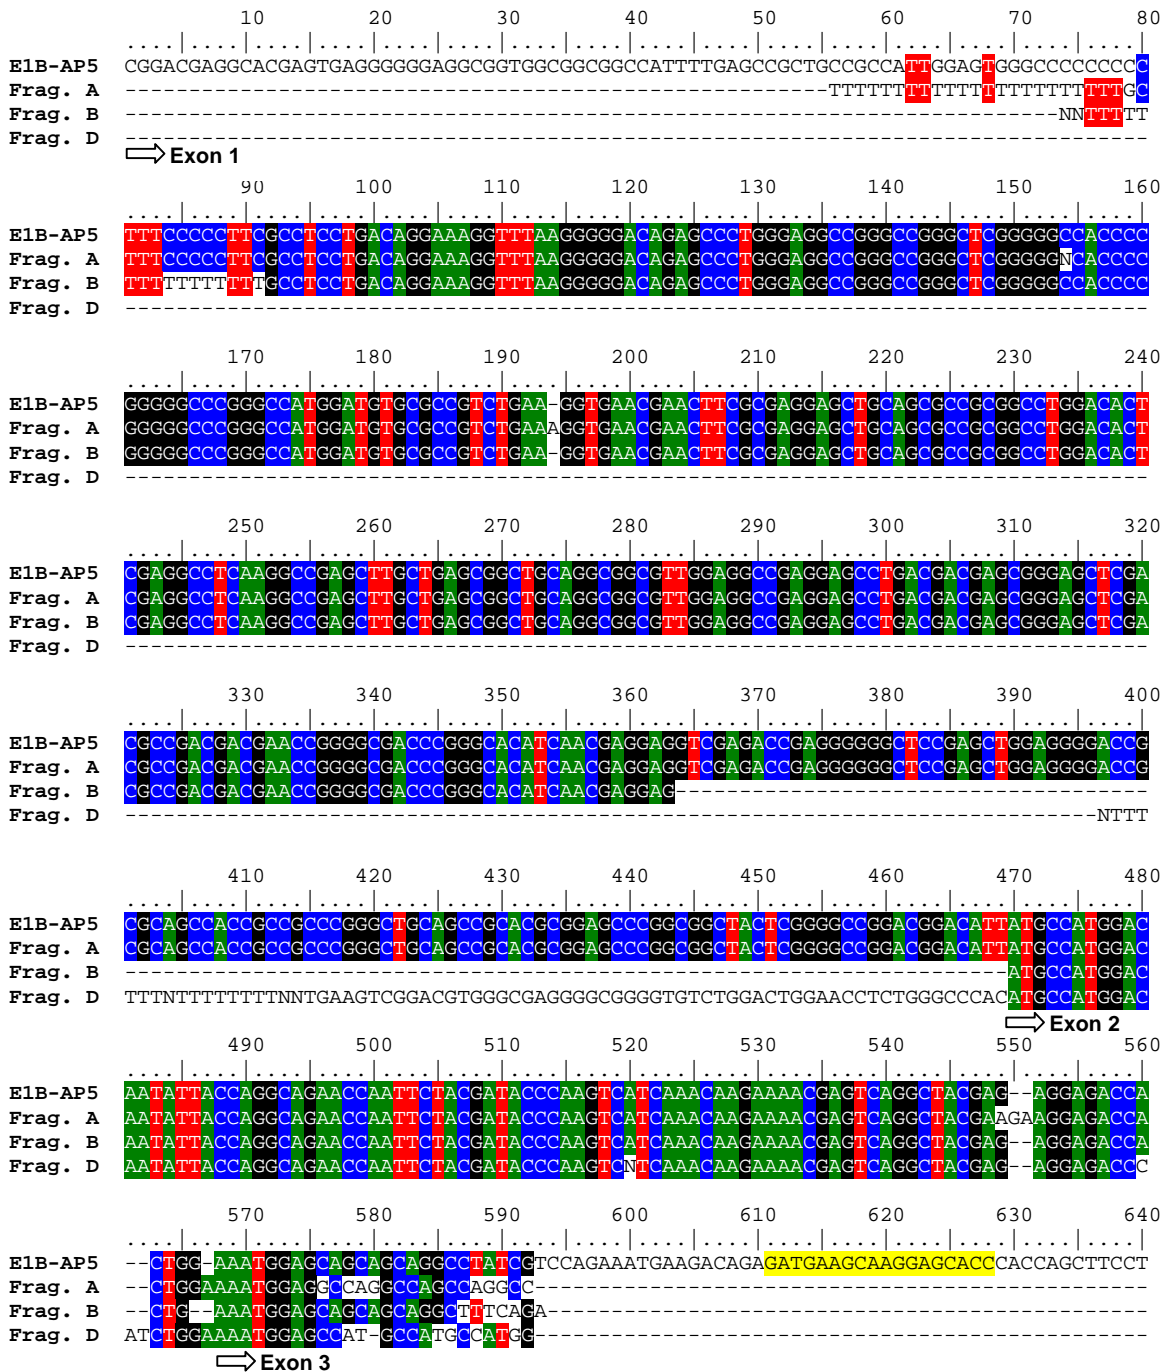 10 20 30 40 50 60 70 80
....|....|....|....|....|....|....|....|....|....|....|....|....|....|....|....|
E1B-AP5 CGGACGAGGCACGAGTGAGGGGGGAGGCGGTGGCGGCGGCCATTTTGAGCCGCTGCCGCCATTGGAGTGGGCCCCCCCCC
Frag. A -------------------------------------------------------TTTTTTTTTTTTTTTTTTTTTTTGC
Frag. B -------------------------------------------------------------------------NNTTTTT
Frag. D --------------------------------------------------------------------------------
Exon 1
90 100 110 120 130 140 150 160
....|....|....|....|....|....|....|....|....|....|....|....|....|....|....|....|
E1B-AP5 TTTCCCCCTTCGCCTCCTGACAGGAAAGGTTTAAGGGGGACAGAGCCCTGGGAGGCCGGGCCGGGCTCGGGGGCCACCCC
Frag. A TTTCCCCCTTCGCCTCCTGACAGGAAAGGTTTAAGGGGGACAGAGCCCTGGGAGGCCGGGCCGGGCTCGGGGGNCACCCC
Frag. B TTTTTTTTTTTGCCTCCTGACAGGAAAGGTTTAAGGGGGACAGAGCCCTGGGAGGCCGGGCCGGGCTCGGGGGCCACCCC
Frag. D --------------------------------------------------------------------------------
170 180 190 200 210 220 230 240
....|....|....|....|....|....|....|....|....|....|....|....|....|....|....|....|
E1B-AP5 GGGGGCCCGGGCCATGGATGTGCGCCGTCTGAA-GGTGAACGAACTTCGCGAGGAGCTGCAGCGCCGCGGCCTGGACACT
Frag. A GGGGGCCCGGGCCATGGATGTGCGCCGTCTGAAAGGTGAACGAACTTCGCGAGGAGCTGCAGCGCCGCGGCCTGGACACT
Frag. B GGGGGCCCGGGCCATGGATGTGCGCCGTCTGAA-GGTGAACGAACTTCGCGAGGAGCTGCAGCGCCGCGGCCTGGACACT
Frag. D --------------------------------------------------------------------------------
250 260 270 280 290 300 310 320
....|....|....|....|....|....|....|....|....|....|....|....|....|....|....|....|
E1B-AP5 CGAGGCCTCAAGGCCGAGCTTGCTGAGCGGCTGCAGGCGGCGTTGGAGGCCGAGGAGCCTGACGACGAGCGGGAGCTCGA
Frag. A CGAGGCCTCAAGGCCGAGCTTGCTGAGCGGCTGCAGGCGGCGTTGGAGGCCGAGGAGCCTGACGACGAGCGGGAGCTCGA
Frag. B CGAGGCCTCAAGGCCGAGCTTGCTGAGCGGCTGCAGGCGGCGTTGGAGGCCGAGGAGCCTGACGACGAGCGGGAGCTCGA
Frag. D --------------------------------------------------------------------------------
330 340 350 360 370 380 390 400
....|....|....|....|....|....|....|....|....|....|....|....|....|....|....|....|
E1B-AP5 CGCCGACGACGAACCGGGGCGACCCGGGCACATCAACGAGGAGGTCGAGACCGAGGGGGGCTCCGAGCTGGAGGGGACCG
Frag. A CGCCGACGACGAACCGGGGCGACCCGGGCACATCAACGAGGAGGTCGAGACCGAGGGGGGCTCCGAGCTGGAGGGGACCG
Frag. B CGCCGACGACGAACCGGGGCGACCCGGGCACATCAACGAGGAG-------------------------------------
Frag. D ----------------------------------------------------------------------------NTTT
410 420 430 440 450 460 470 480
....|....|....|....|....|....|....|....|....|....|....|....|....|....|....|....|
E1B-AP5 CGCAGCCACCGCCGCCCGGGCTGCAGCCGCACGCGGAGCCCGGCGGCTACTCGGGGCCGGACGGACATTATGCCATGGAC
Frag. A CGCAGCCACCGCCGCCCGGGCTGCAGCCGCACGCGGAGCCCGGCGGCTACTCGGGGCCGGACGGACATTATGCCATGGAC
Frag. B ---------------------------------------------------------------------ATGCCATGGAC
Frag. D TTTNTTTTTTTTNNTGAAGTCGGACGTGGGCGAGGGGCGGGGTGTCTGGACTGGAACCTCTGGGCCCACATGCCATGGAC
Exon 2
490 500 510 520 530 540 550 560
....|....|....|....|....|....|....|....|....|....|....|....|....|....|....|....|
E1B-AP5 AATATTACCAGGCAGAACCAATTCTACGATACCCAAGTCATCAAACAAGAAAACGAGTCAGGCTACGAG--AGGAGACCA
Frag. A AATATTACCAGGCAGAACCAATTCTACGATACCCAAGTCATCAAACAAGAAAACGAGTCAGGCTACGAAGAAGGAGACCA
Frag. B AATATTACCAGGCAGAACCAATTCTACGATACCCAAGTCATCAAACAAGAAAACGAGTCAGGCTACGAG--AGGAGACCA
Frag. D AATATTACCAGGCAGAACCAATTCTACGATACCCAAGTCNTCAAACAAGAAAACGAGTCAGGCTACGAG--AGGAGACCC
570 580 590 600 610 620 630 640
....|....|....|....|....|....|....|....|....|....|....|....|....|....|....|....|
E1B-AP5 --CTGG-AAATGGAGCAGCAGCAGGCCTATCGTCCAGAAATGAAGACAGAGATGAAGCAAGGAGCACCCACCAGCTTCCT
Frag. A --CTGGAAAATGGAGGCCAGGCCAGCCAGGCC------------------------------------------------
Frag. B --CTG--AAATGGAGCAGCAGCAGGCTTTCAGA-----------------------------------------------
Frag. D ATCTGGAAAATGGAGCCAT-GCCATGCCATGG------------------------------------------------
Exon 3